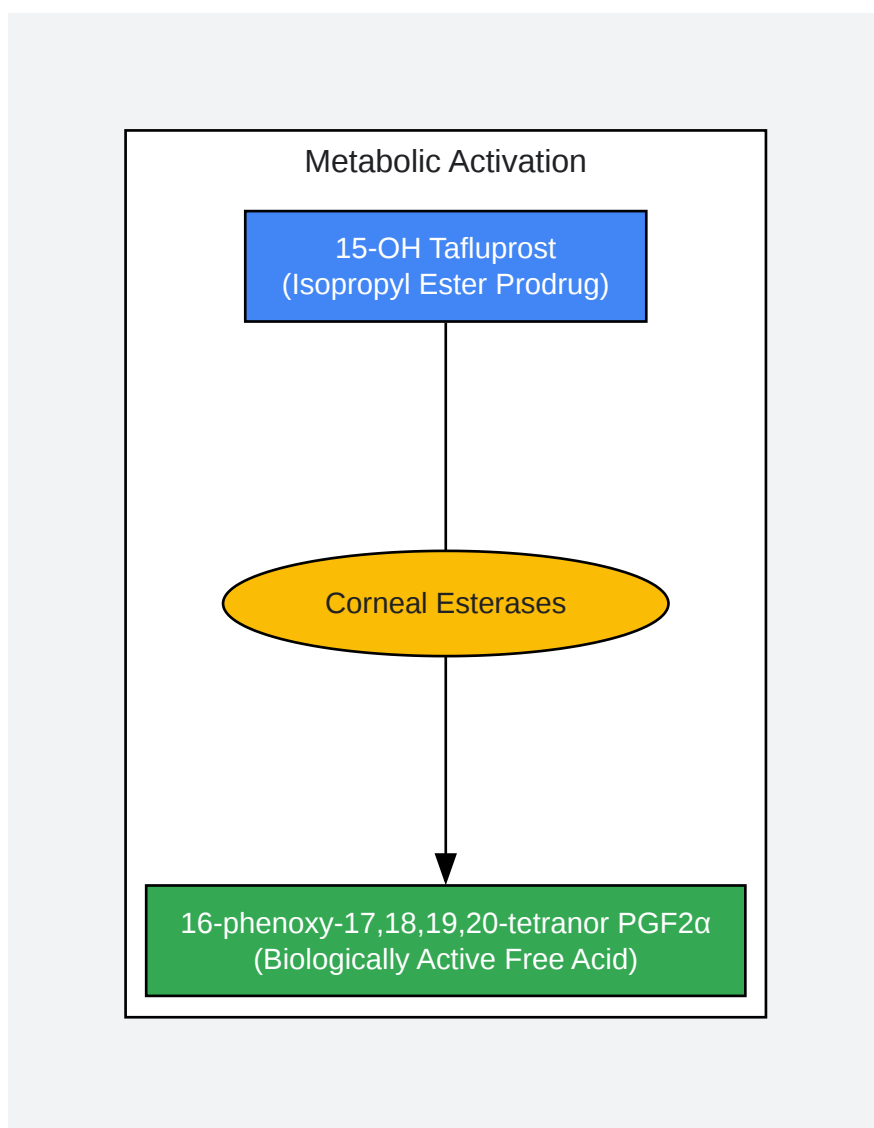 Metabolic Activation
15-OH Tafluprost
(Isopropyl Ester Prodrug)
Corneal Esterases
16-phenoxy-17,18,19,20-tetranor PGF2α
(Biologically Active Free Acid)